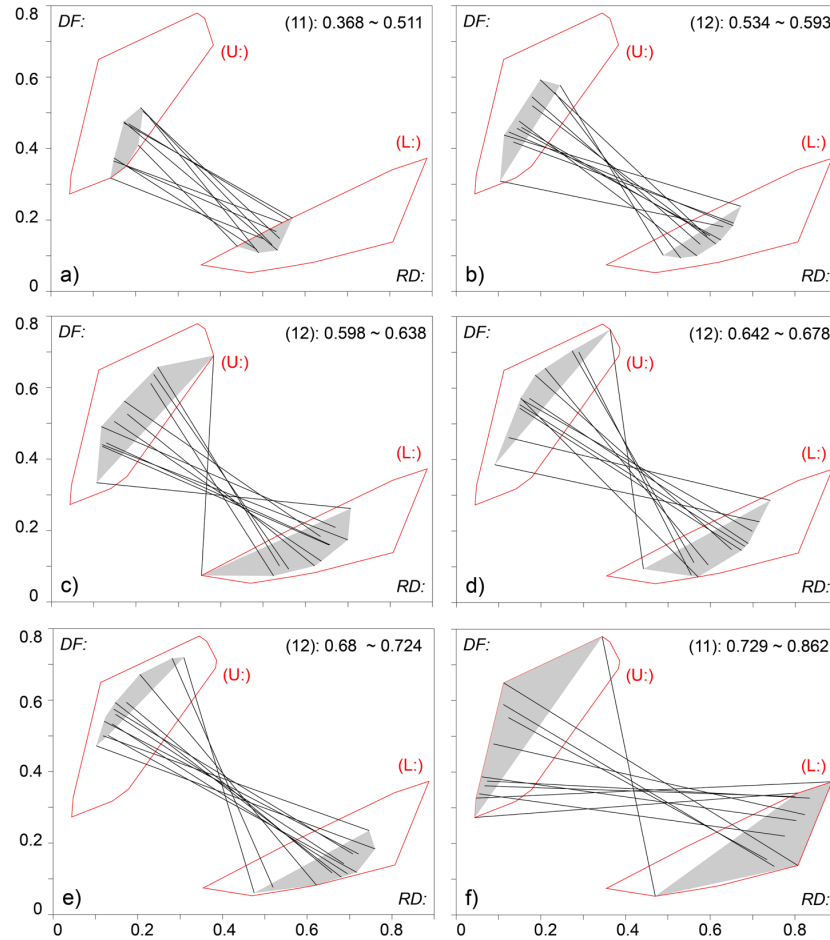 0.8
DF:
(11): 0.368 ~ 0.511
(U:)
0.6
0.4
(L:)
0.2
a)
RD:
0
DF:
(12): 0.534 ~ 0.593
(U:)
(L:)
b)
RD:
0.8
DF:
(12): 0.598 ~ 0.638
(U:)
0.6
0.4
(L:)
0.2
c)
RD:
0
DF:
(12): 0.642 ~ 0.678
(U:)
(L:)
d)
RD:
0.8
DF:
(12): 0.68 ~ 0.724
(U:)
0.6
0.4
(L:)
0.2
e)
RD:
0
0 0.2 0.4 0.6 0.8
DF:
(11): 0.729 ~ 0.862
(U:)
(L:)
f)
RD:
0 0.2 0.4 0.6 0.8